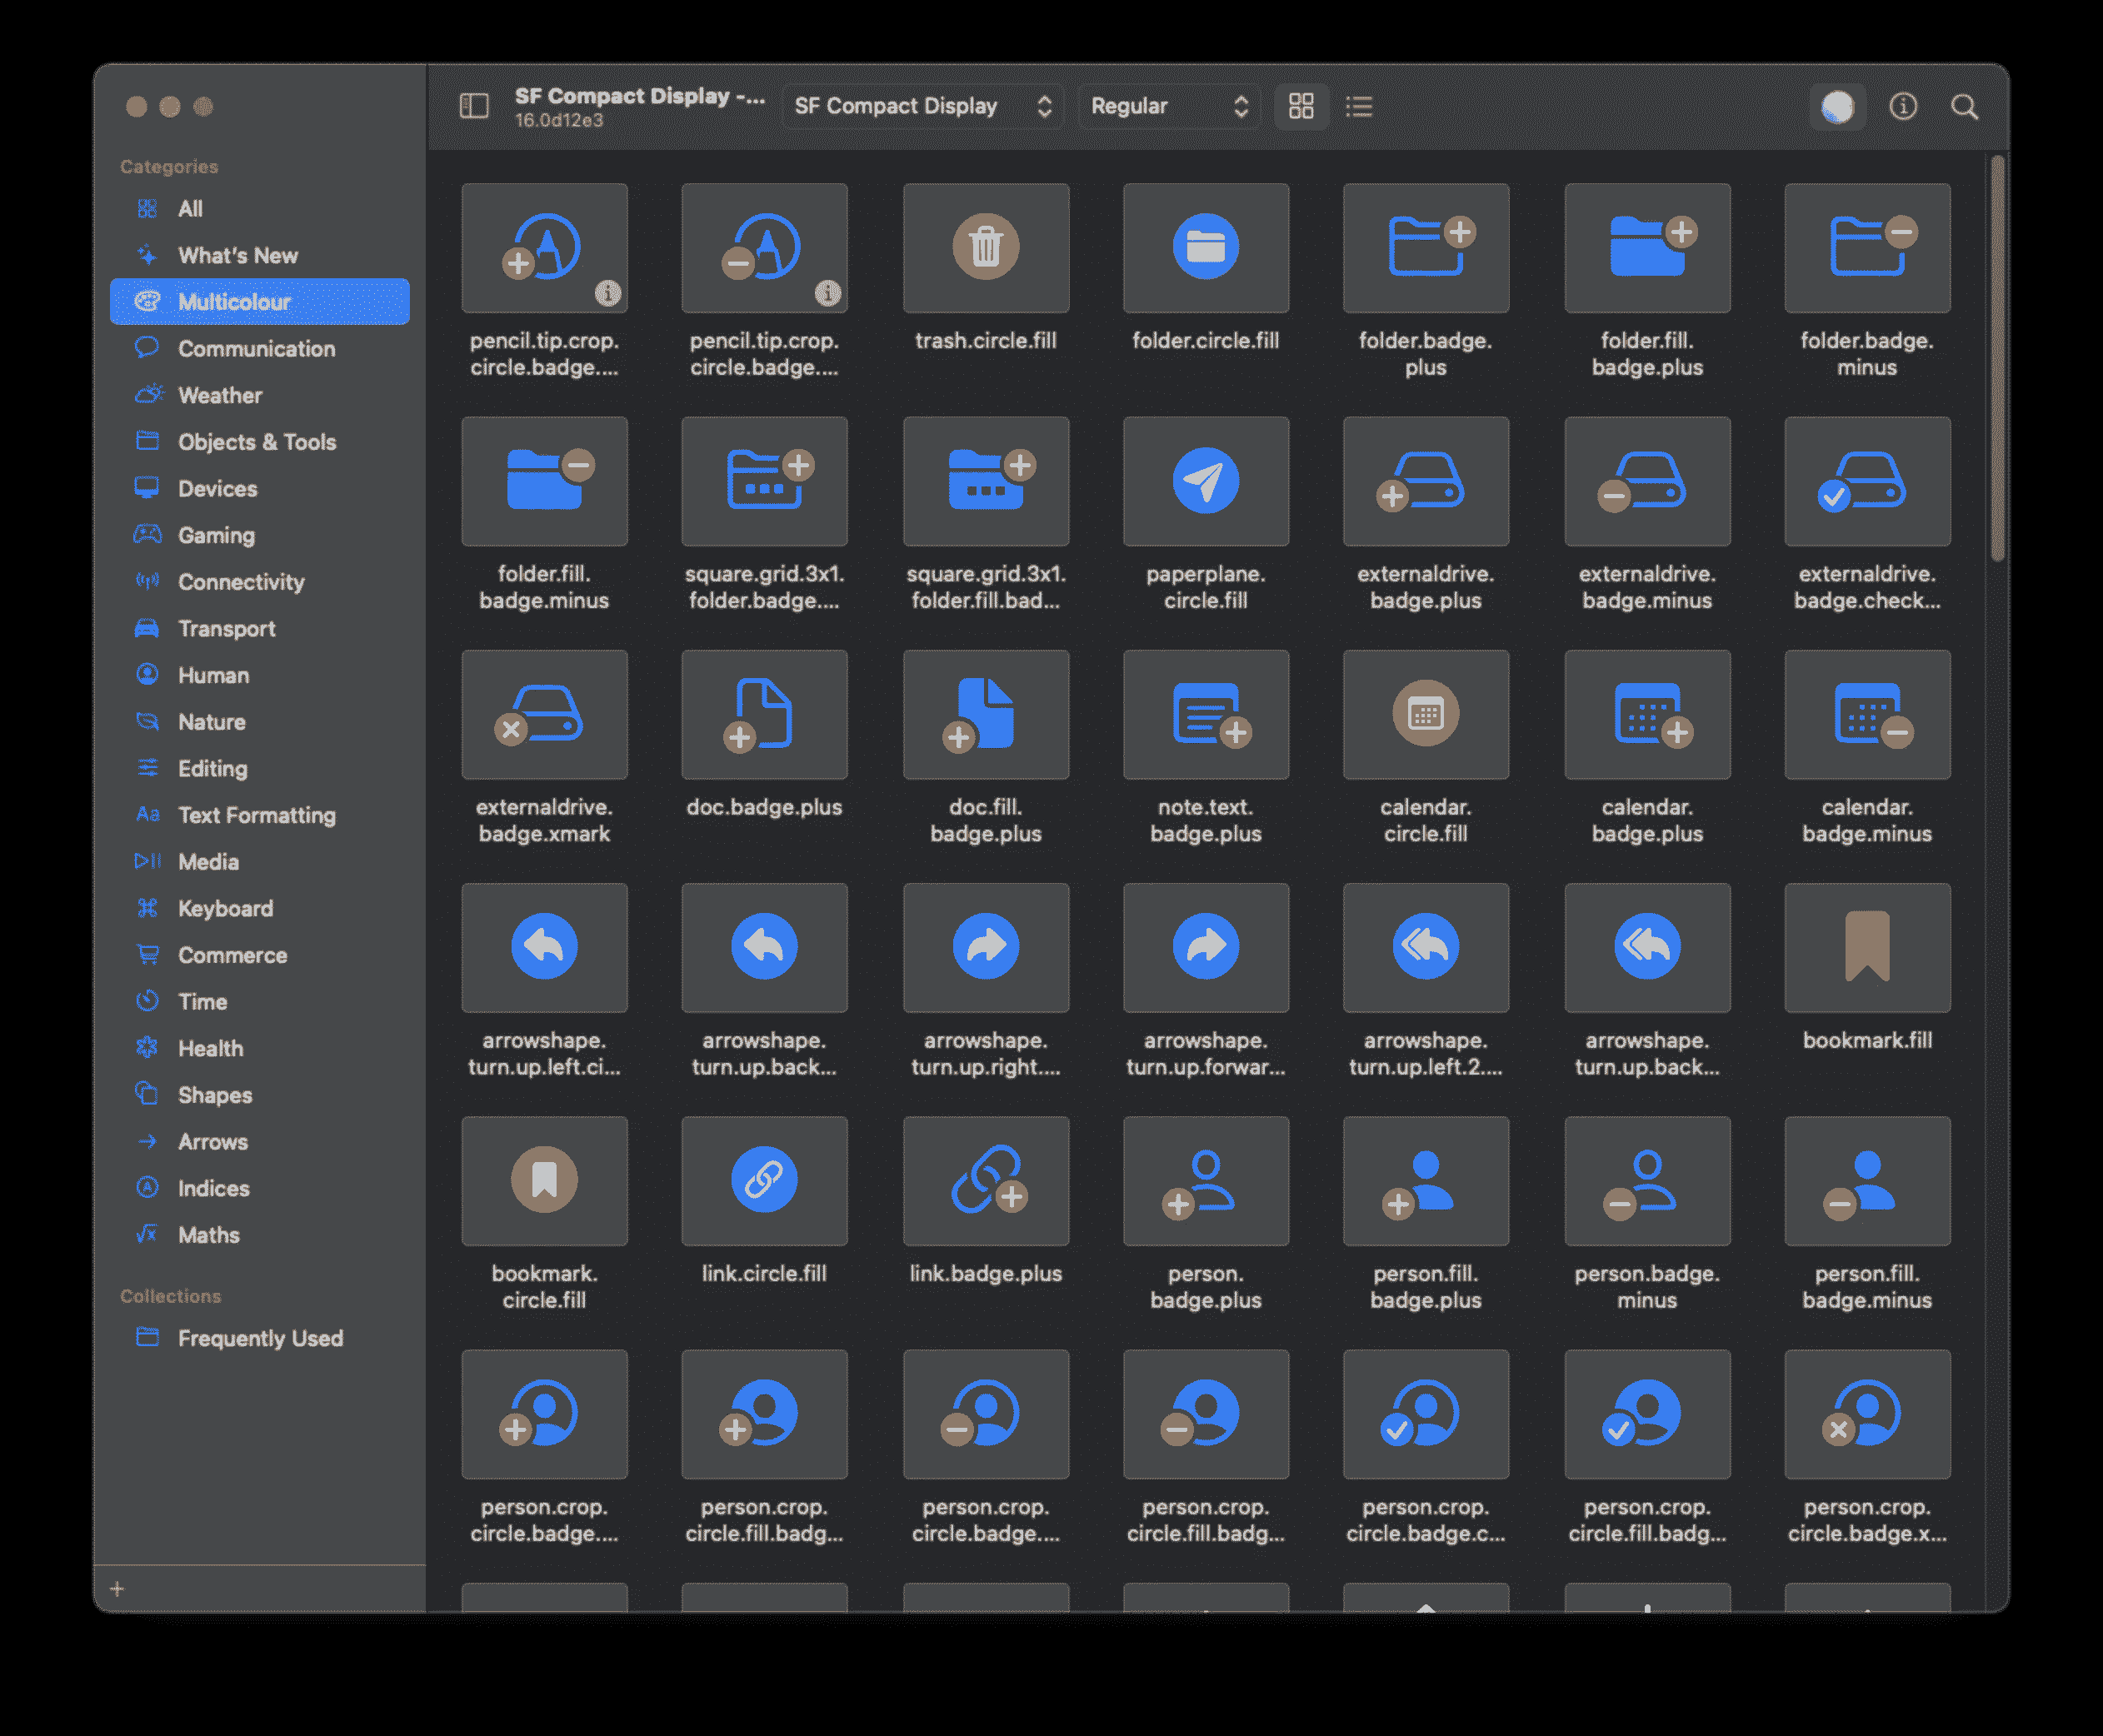 Categories
All
What's New
Multicolour
Communication
Weather
Objects & Tools
Devices
Gaming
Connectivity
Transport
Human
Nature
Editing
Aa Text Formatting
Media
Keyboard
Commerce
Time
Health
Shapes
Arrows
Indices
Maths
Collections
Frequently Used
SF Compact Display -...
16.0d12e3
SF Compact Display
Regular
pencil.tip.crop.
circle.badge....
pencil.tip.crop.
circle.badge....
trash.circle.fill
folder.circle.fill
folder.badge.
plus
folder.fill.
badge.plus
folder.badge.
minus
folder.fill.
badge.minus
square.grid.3x1.
folder.badge....
square.grid.3x1.
folder.fill.bad...
paperplane.
circle.fill
externaldrive.
badge.plus
externaldrive.
badge.minus
externaldrive.
badge.check...
externaldrive.
badge.xmark
doc.badge.plus
doc.fill.
badge.plus
note.text.
badge.plus
calendar.
circle.fill
calendar.
badge.plus
calendar.
badge.minus
arrowshape.
turn.up.left.ci...
arrowshape.
turn.up.back...
arrowshape.
turn.up.right....
arrowshape.
turn.up.forwar...
arrowshape.
turn.up.left.2....
arrowshape.
turn.up.back...
bookmark.fill
bookmark.
circle.fill
link.circle.fill
link.badge.plus
person.
badge.plus
person.fill.
badge.plus
person.badge.
minus
person.fill.
badge.minus
person.crop.
circle.badge....
person.crop.
circle.fill.badg...
person.crop.
circle.badge....
person.crop.
circle.fill.badg...
person.crop.
circle.badge.c...
person.crop.
circle.fill.badg...
person.crop.
circle.badge.x...